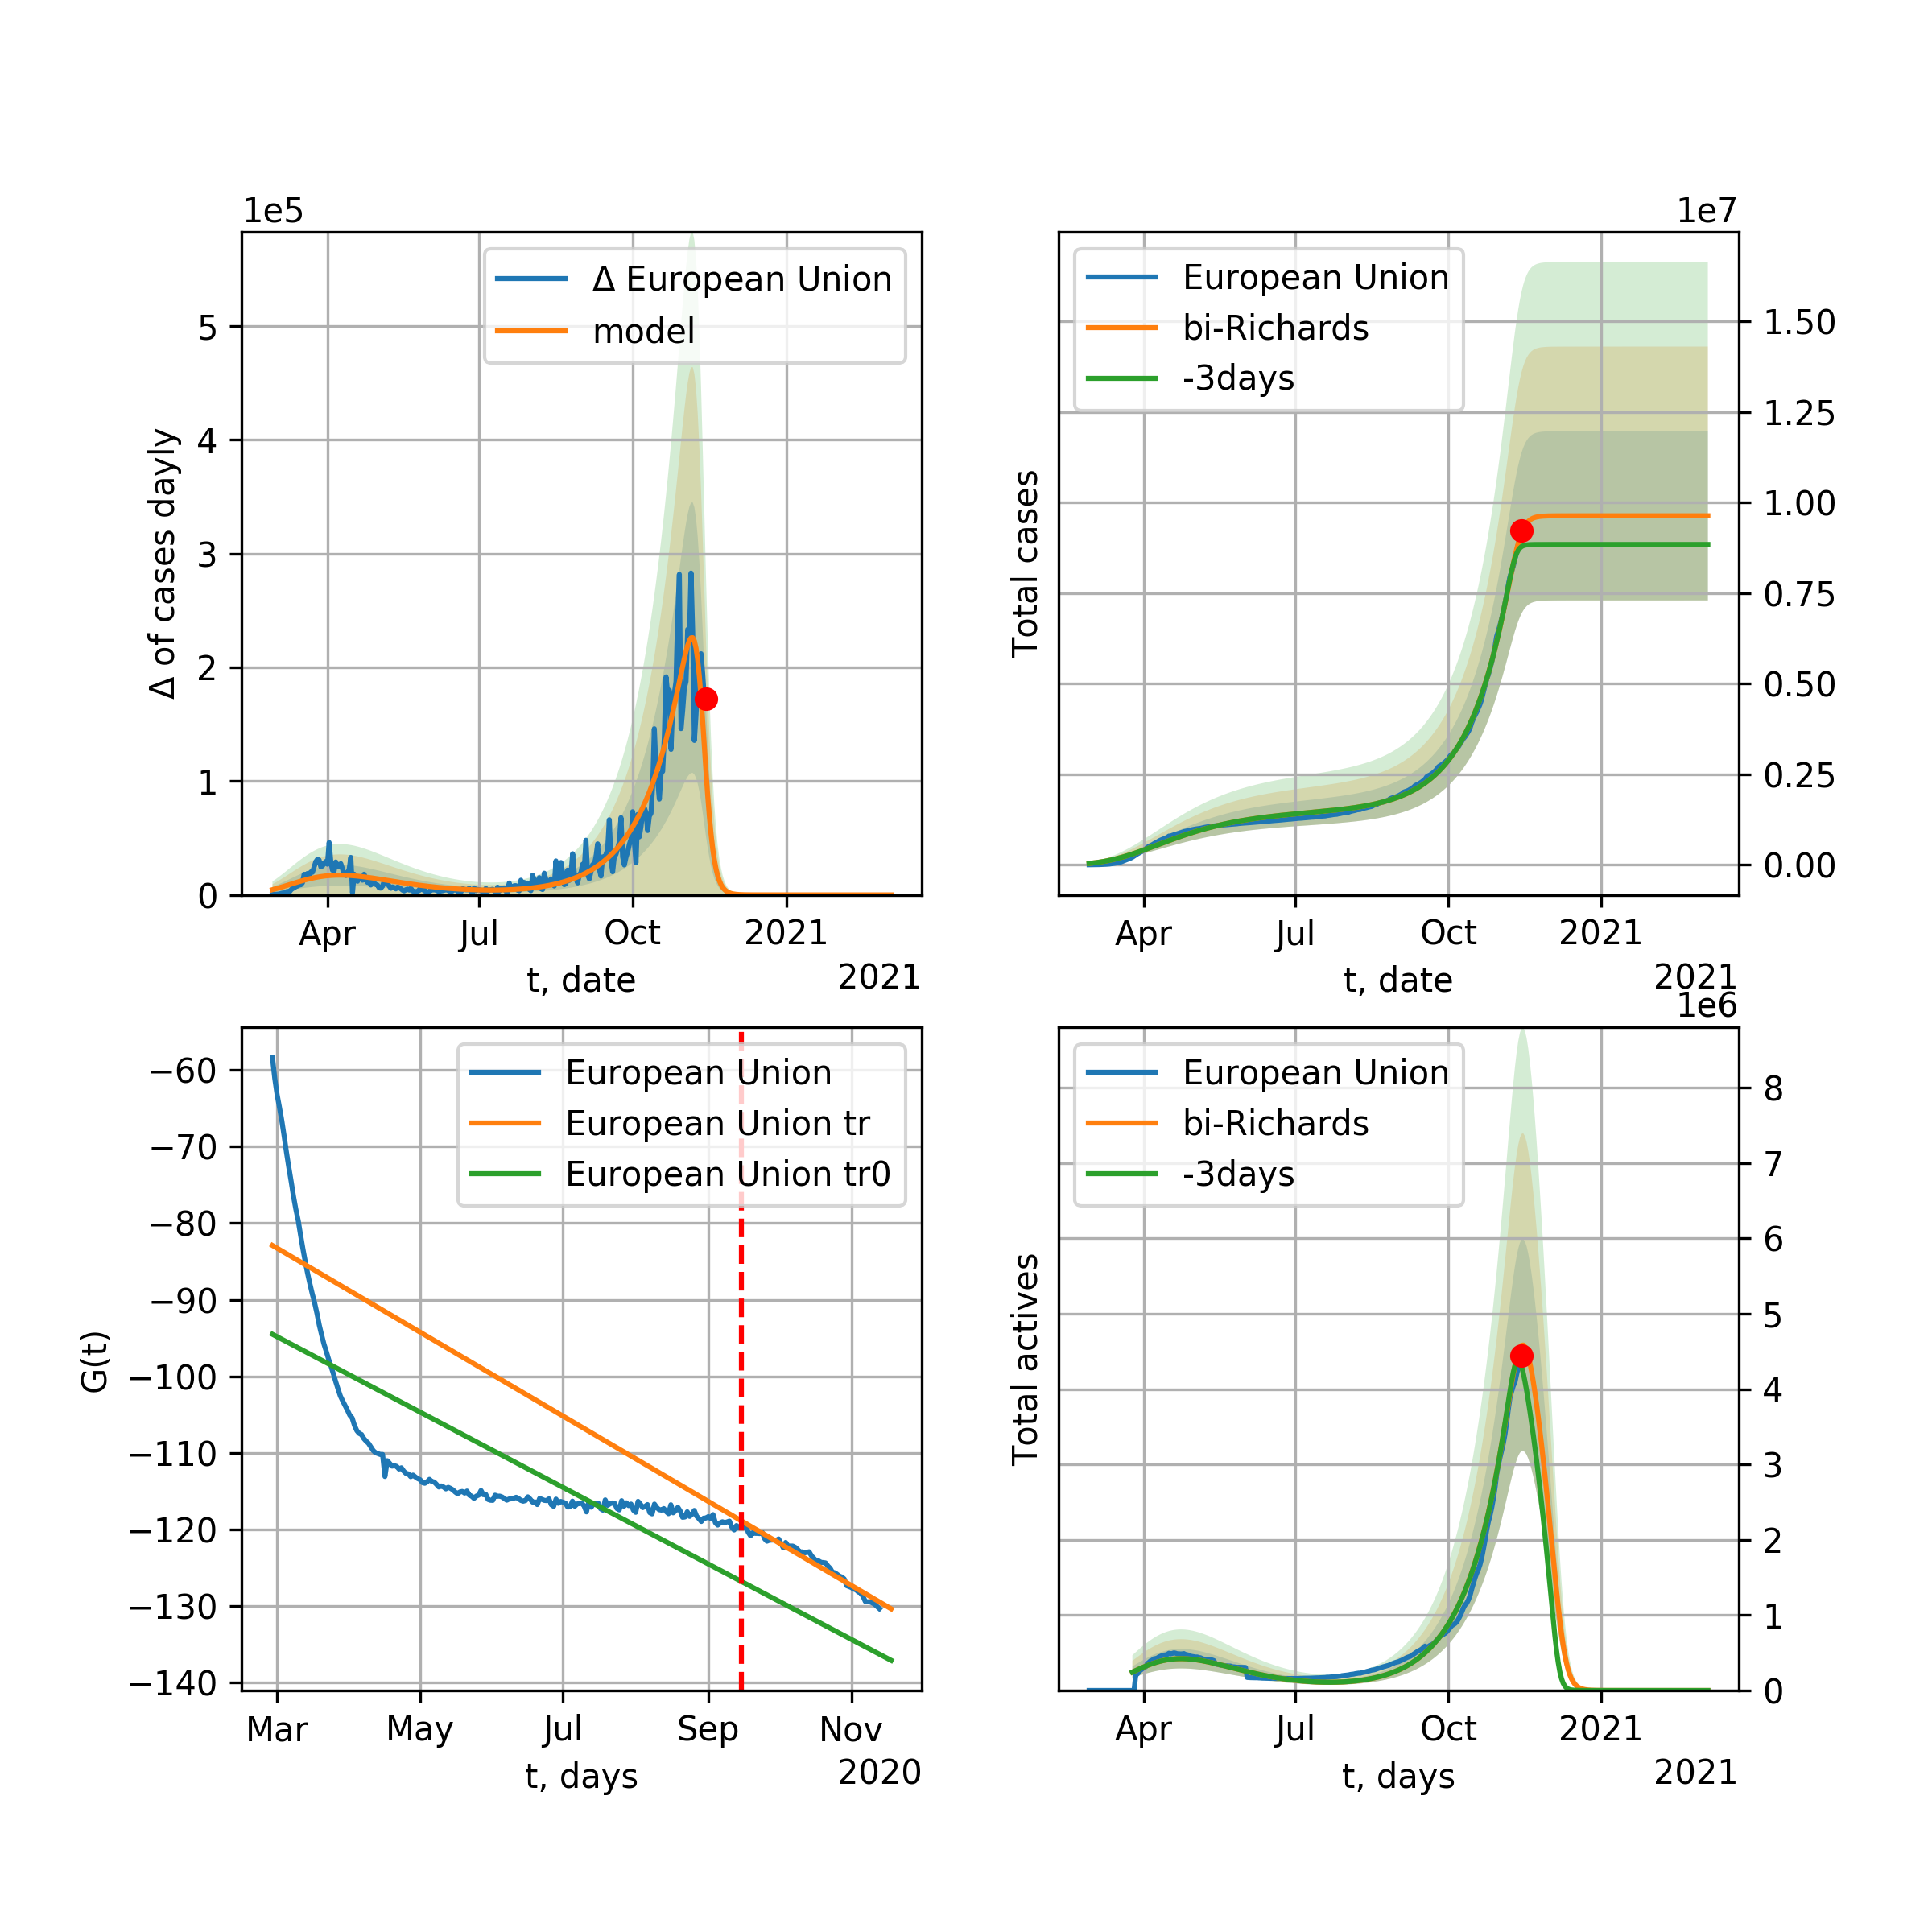 1e5
Δ European Union
model
5
4
3
2
1
0
Δ of cases dayly
Apr Jul Oct 2021
t, date
2021
1e7
European Union
bi-Richards
-3days
1.50
1.25
1.00
0.75
0.50
0.25
0.00
Total cases
Apr Jul Oct 2021
t, date
2021
European Union
European Union tr
European Union tr0
−60
−70
−80
−90
−100
−110
−120
−130
−140
G(t)
Mar May Jul Sep Nov
t, days
2020
1e6
European Union
bi-Richards
-3days
8
7
6
5
4
3
2
1
0
Total actives
Apr Jul Oct 2021
t, days
2021